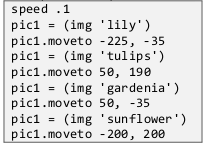 speed .1
pic1 = (img 'lily')
pic1.moveto -225, -35
pic1 = (img 'tulips')
pic1.moveto 50, 190
pic1 = (img 'gardenia')
pic1.moveto 50, -35
pic1 = (img 'sunflower')
pic1.moveto -200, 200